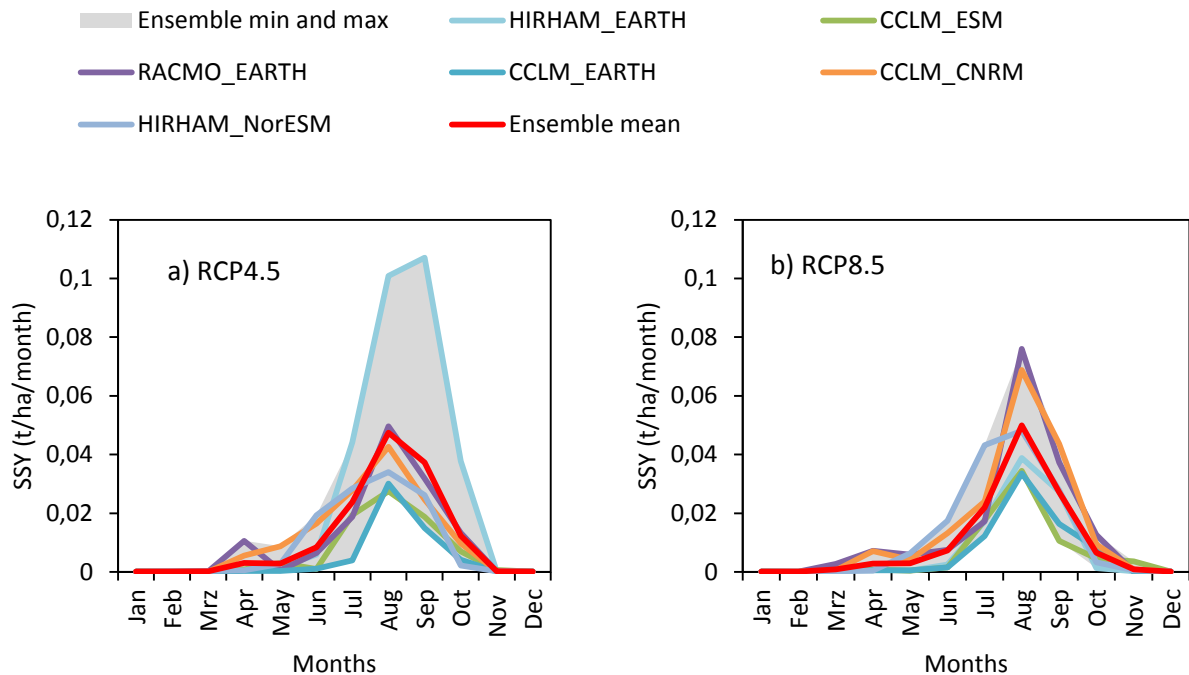 Ensemble min and max HIRHAM_EARTH CCLM_ESM
RACMO_EARTH CCLM_EARTH CCLM_CNRM
HIRHAM_NorESM Ensemble mean
0,12
0,1
0,08
0,06
0,04
0,02
0
SSY (t/ha/month)
a) RCP4.5
Jan Feb Mrz Apr May Jun Jul Aug Sep Oct Nov Dec
Months
0,12
0,1
0,08
0,06
0,04
0,02
0
SSY (t/ha/month)
b) RCP8.5
Jan Feb Mrz Apr May Jun Jul Aug Sep Oct Nov Dec
Months